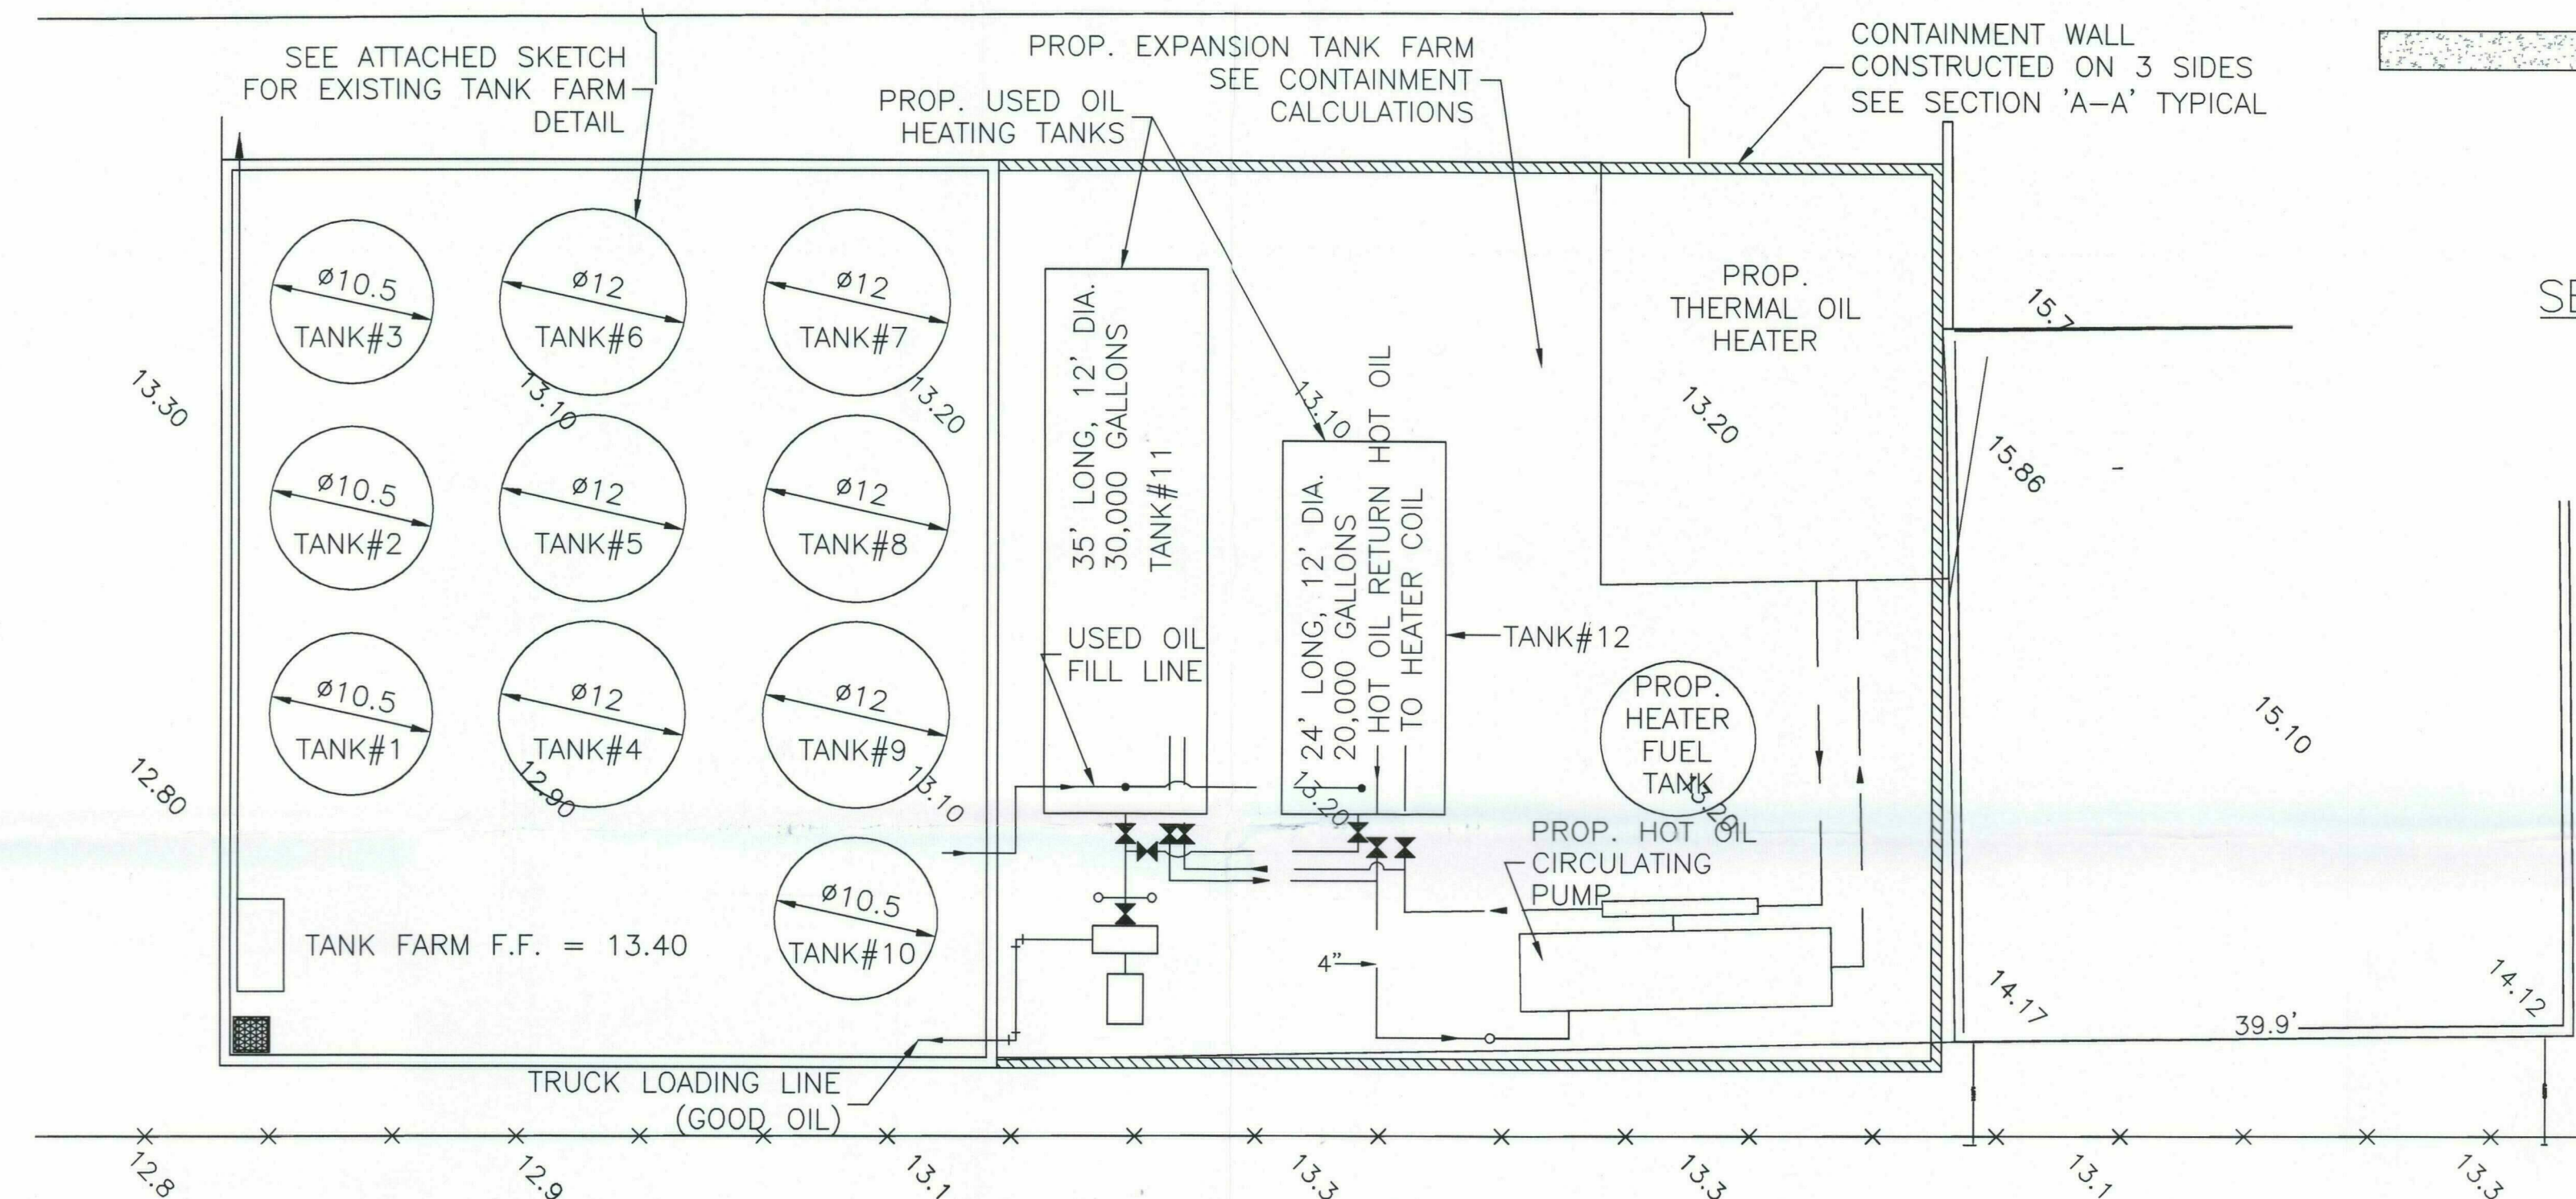 SEE ATTACHED SKETCH
FOR EXISTING TANK FARM
DETAIL
PROP. USED OIL
HEATING TANKS
PROP. EXPANSION TANK FARM
SEE CONTAINMENT
CALCULATIONS
CONTAINMENT WALL
CONSTRUCTED ON 3 SIDES
SEE SECTION 'A-A' TYPICAL
ø10.5
TANK#3
ø12
TANK#6
ø12
TANK#7
13.30
13.10
13.20
ø10.5
TANK#2
ø12
TANK#5
ø12
TANK#8
ø10.5
TANK#1
ø12
TANK#4
ø12
TANK#9
12.80
12.90
13.10
ø10.5
TANK#10
TANK FARM F.F. = 13.40
TRUCK LOADING LINE
(GOOD OIL)
35' LONG, 12' DIA.
30,000 GALLONS
TANK#11
USED OIL
FILL LINE
13.10
24' LONG, 12' DIA.
20,000 GALLONS
HOT OIL RETURN HOT OIL
TO HEATER COIL
TANK#12
4"
PROP.
THERMAL OIL
HEATER
13.20
PROP.
HEATER
FUEL
TANK
13.20
PROP. HOT OIL
CIRCULATING
PUMP
15.7
15.86
15.10
14.17
14.12
39.9'
12.8
12.9
13.1
13.3
13.3
13.1
13.3